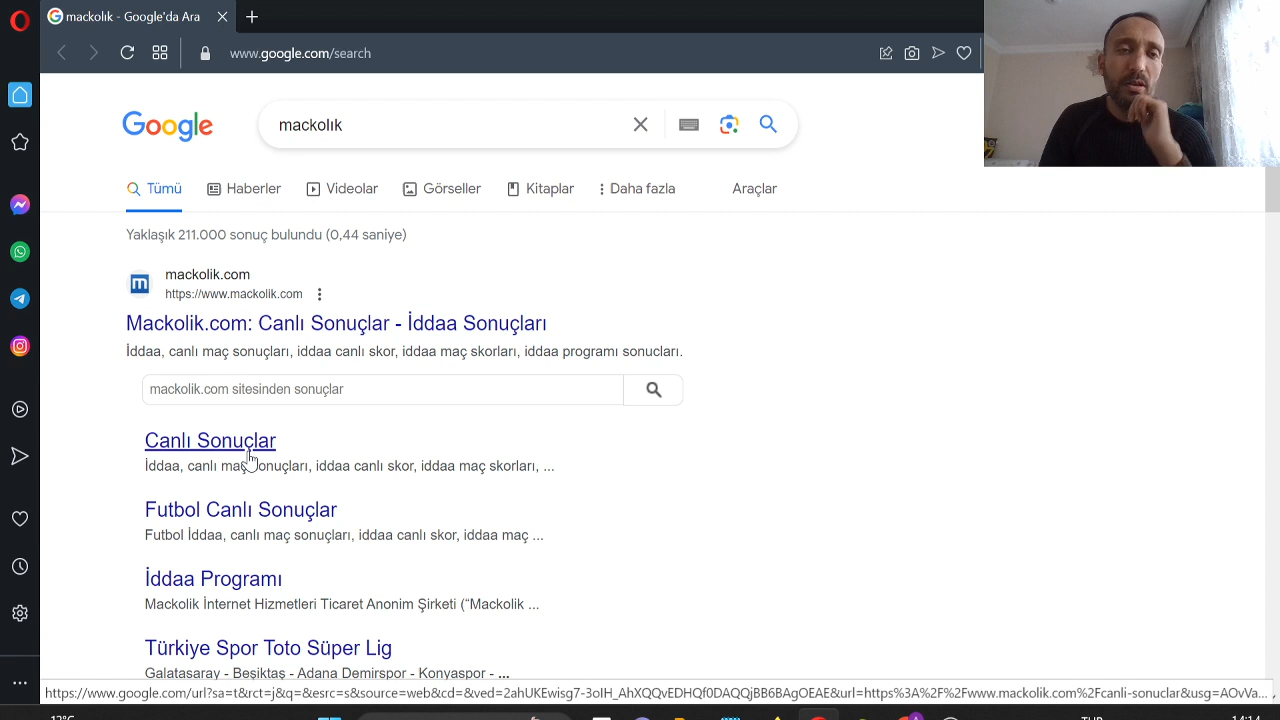 mackolık - Google'da Ara
www.google.com/search
Google
mackolık
Tümü
Haberler
Videolar
Görseller
Kitaplar
Daha fazla
Araçlar
Yaklaşık 211.000 sonuç bulundu (0,44 saniye)
m
mackolik.com
https://www.mackolik.com
Mackolik.com: Canlı Sonuçlar - İddaa Sonuçları
İddaa, canlı maç sonuçları, iddaa canlı skor, iddaa maç skorları, iddaa programı sonucları.
mackolik.com sitesinden sonuçlar
Canlı Sonuçlar
İddaa, canlı maç sonuçları, iddaa canlı skor, iddaa maç skorları, ...
Futbol Canlı Sonuçlar
Futbol İddaa, canlı maç sonuçları, iddaa canlı skor, iddaa maç ...
İddaa Programı
Mackolik İnternet Hizmetleri Ticaret Anonim Şirketi (“Mackolik ...
Türkiye Spor Toto Süper Lig
Galatasaray - Beşiktaş - Adana Demirspor - Konyaspor - ...
https://www.google.com/url?sa=t&rct=j&q=&esrc=s&source=web&cd=&ved=2ahUKEwisg7-3oIH_AhXQQvEDHQf0DAQQjBB6BAgOEAE&url=https%3A%2F%2Fwww.mackolik.com%2Fcanli-sonuclar&usg=AOvVa...
12°C
TUR
14:14